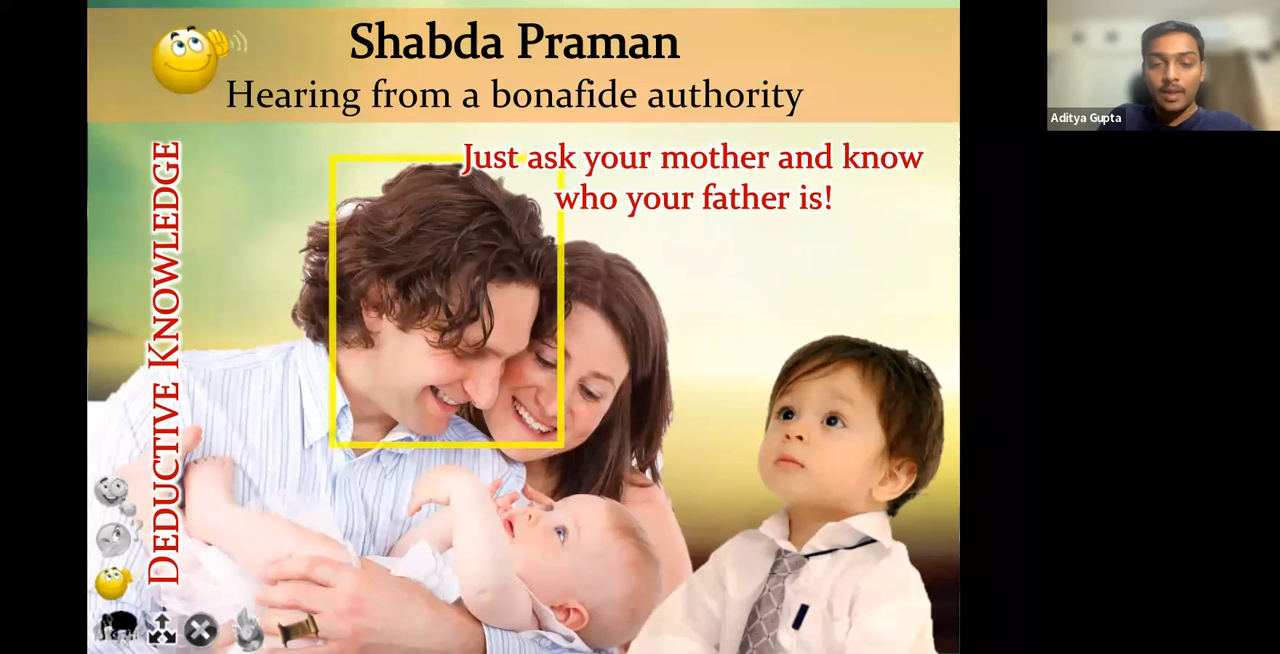 Shabda Praman
Hearing from a bonafide authority
Just ask your mother and know
who your father is!
DEDUCTIVE KNOWLEDGE
Aditya Gupta